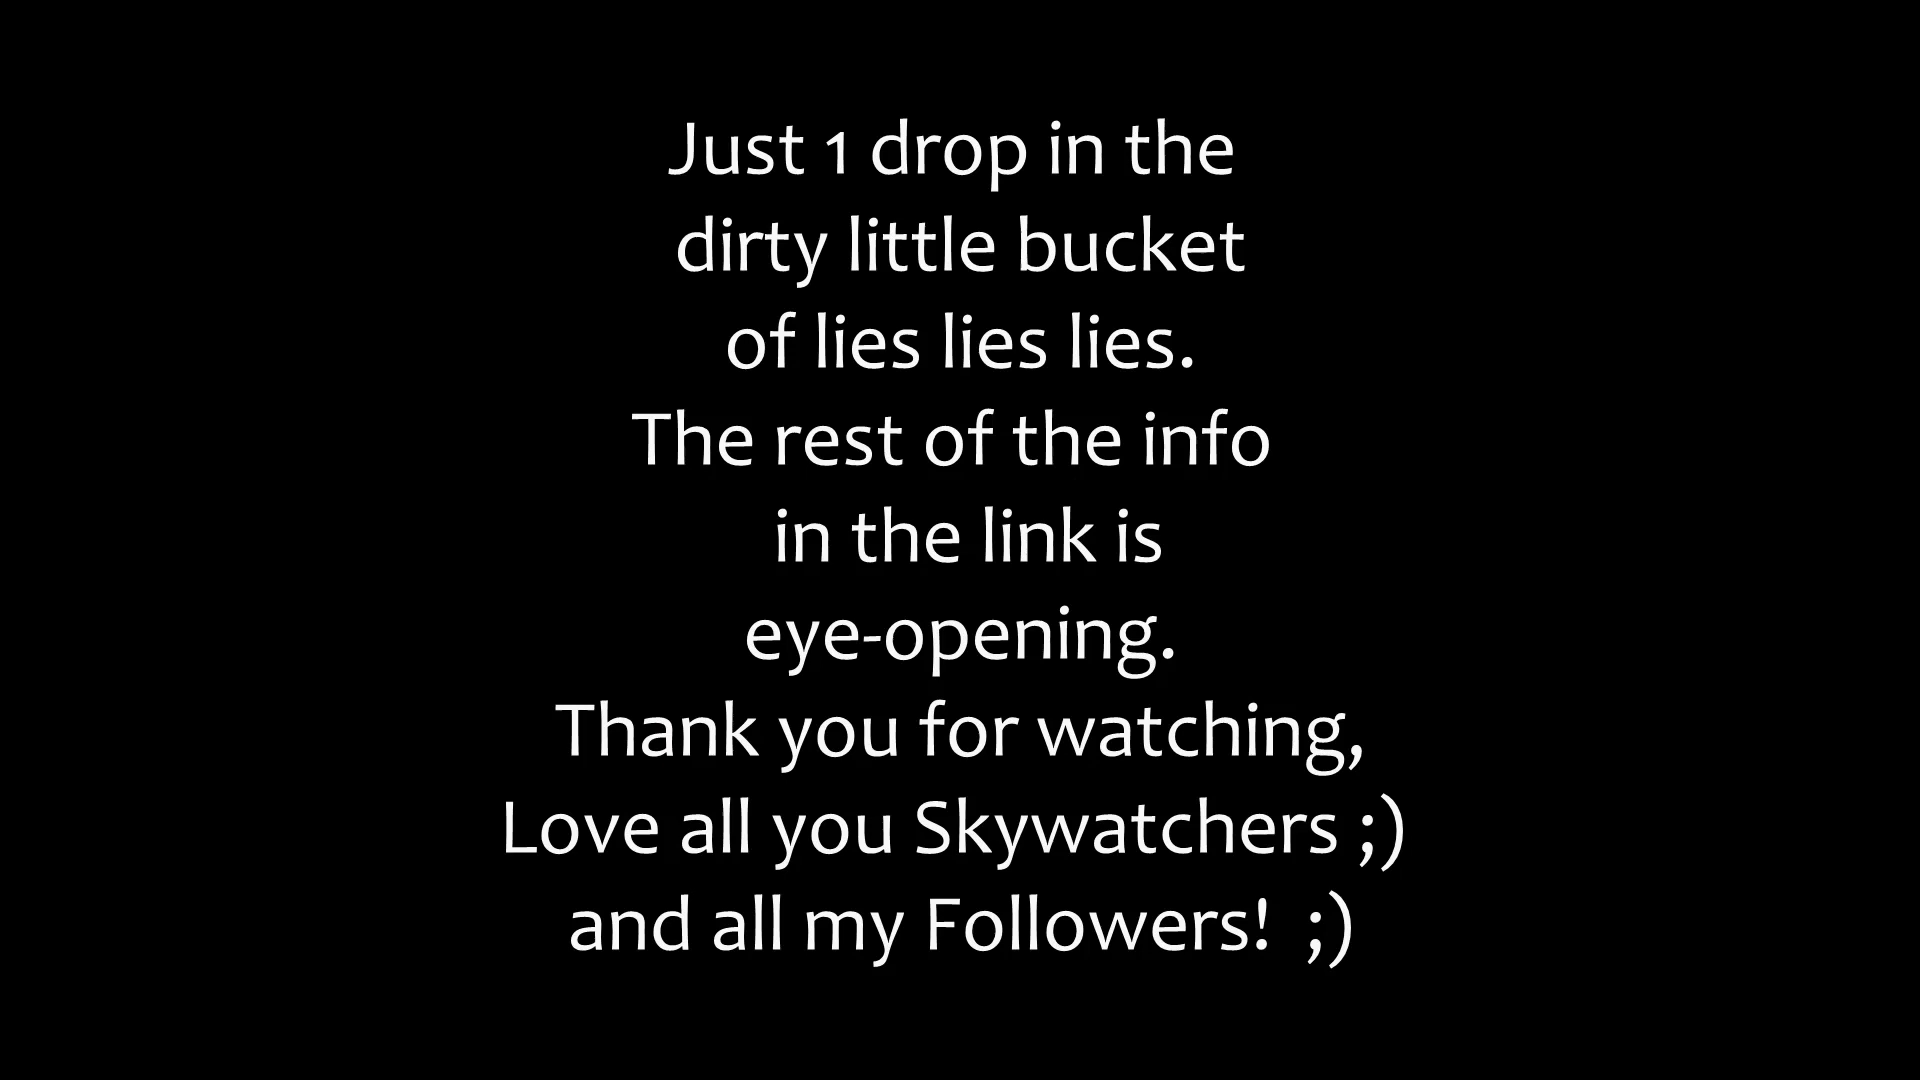 Just 1 drop in the
dirty little bucket
of lies lies lies.
The rest of the info
in the link is
eye-opening.
Thank you for watching,
Love all you Skywatchers ;)
and all my Followers!  ;)